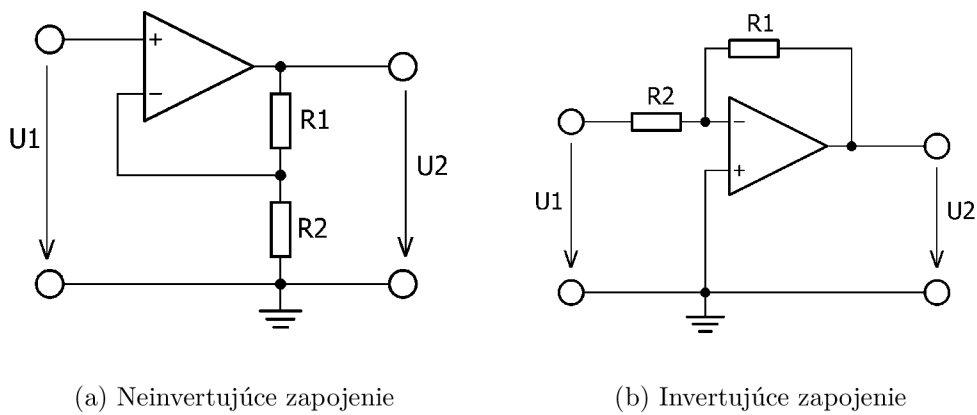 +
−
R1
U1
U2
R2
(a) Neinvertujúce zapojenie
R1
R2
−
+
U1
U2
(b) Invertujúce zapojenie